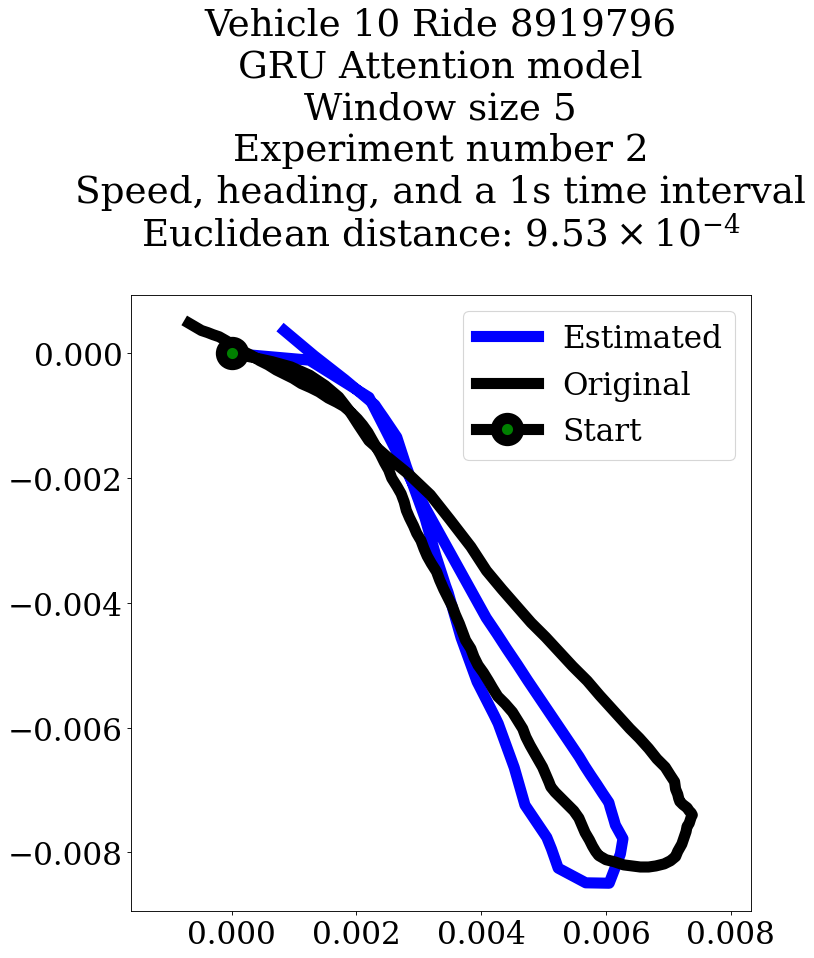 Vehicle 10 Ride 8919796
GRU Attention model
Window size 5
Experiment number 2
Speed, heading, and a 1s time interval
Euclidean distance: 9.53 × 10⁻⁴
Estimated
Original
Start
0.000
−0.002
−0.004
−0.006
−0.008
0.000 0.002 0.004 0.006 0.008